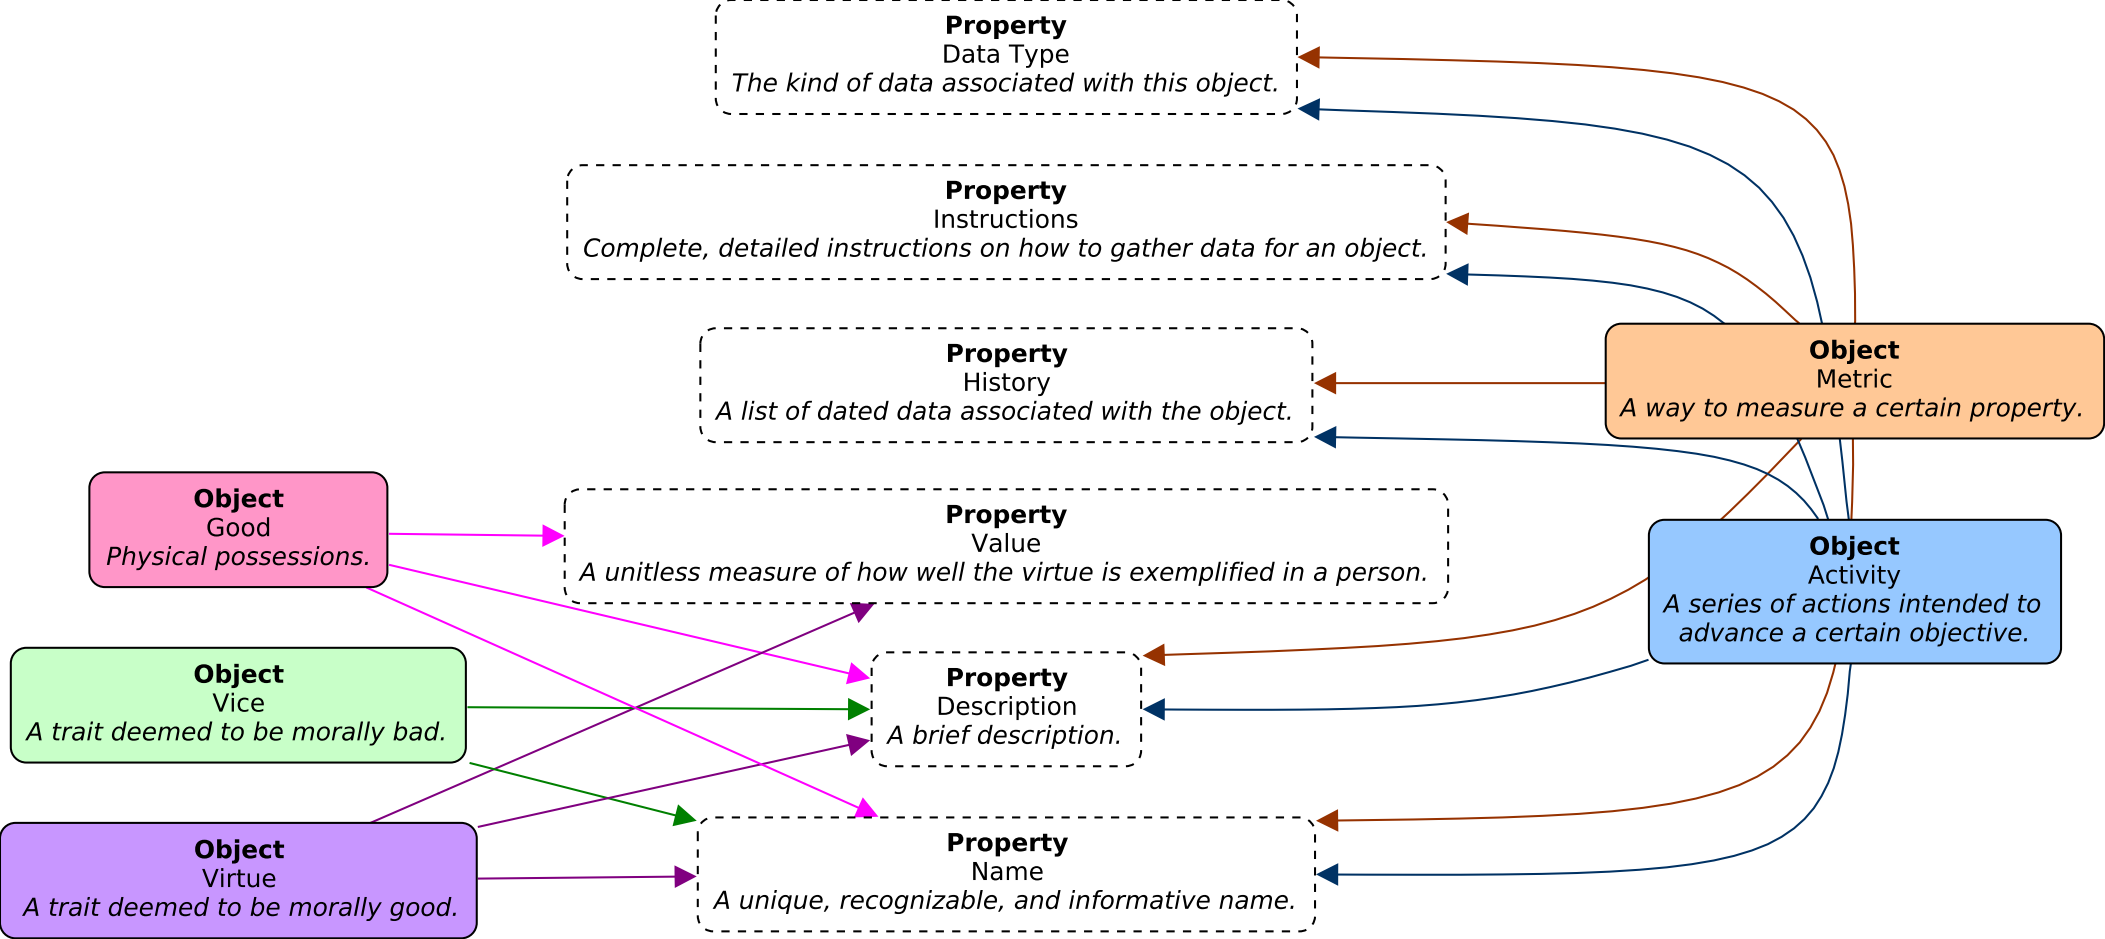 Property
Data Type
The kind of data associated with this object.
Property
Instructions
Complete, detailed instructions on how to gather data for an object.
Property
History
A list of dated data associated with the object.
Object
Metric
A way to measure a certain property.
Object
Good
Physical possessions.
Property
Value
A unitless measure of how well the virtue is exemplified in a person.
Object
Activity
A series of actions intended to
advance a certain objective.
Object
Vice
A trait deemed to be morally bad.
Property
Description
A brief description.
Object
Virtue
A trait deemed to be morally good.
Property
Name
A unique, recognizable, and informative name.